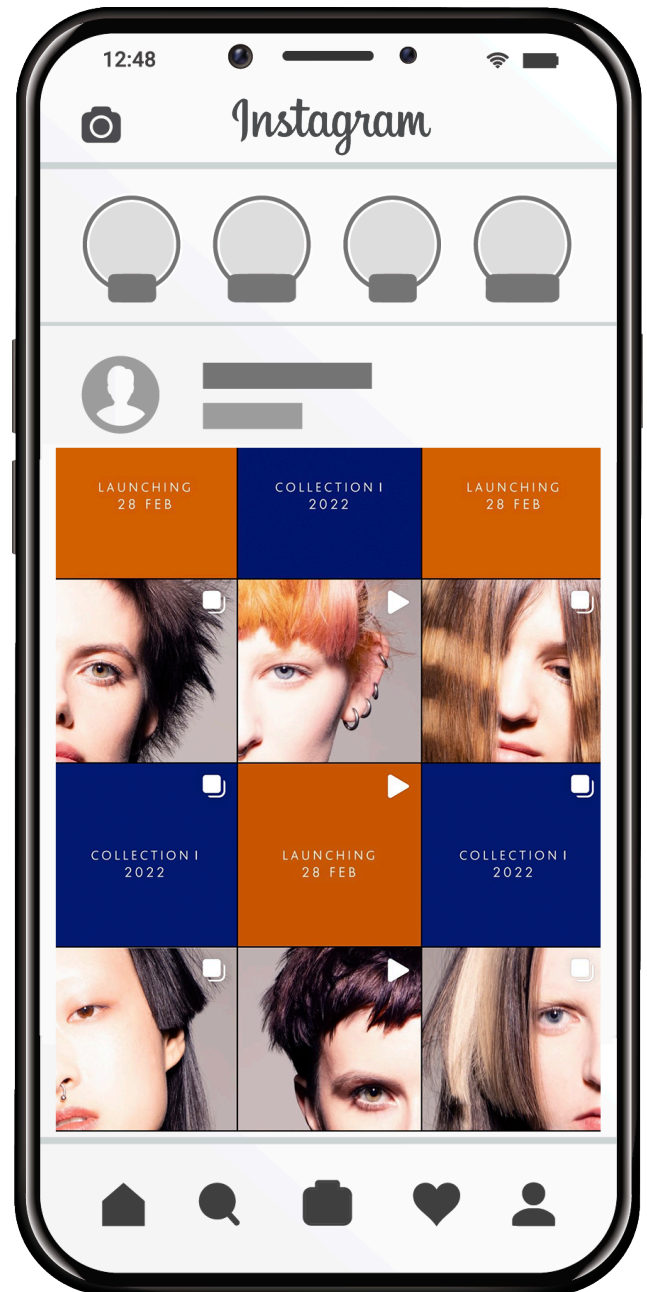 12:48
Instagram
LAUNCHING
28 FEB
COLLECTION I
2022
LAUNCHING
28 FEB
COLLECTION I
2022
LAUNCHING
28 FEB
COLLECTION I
2022